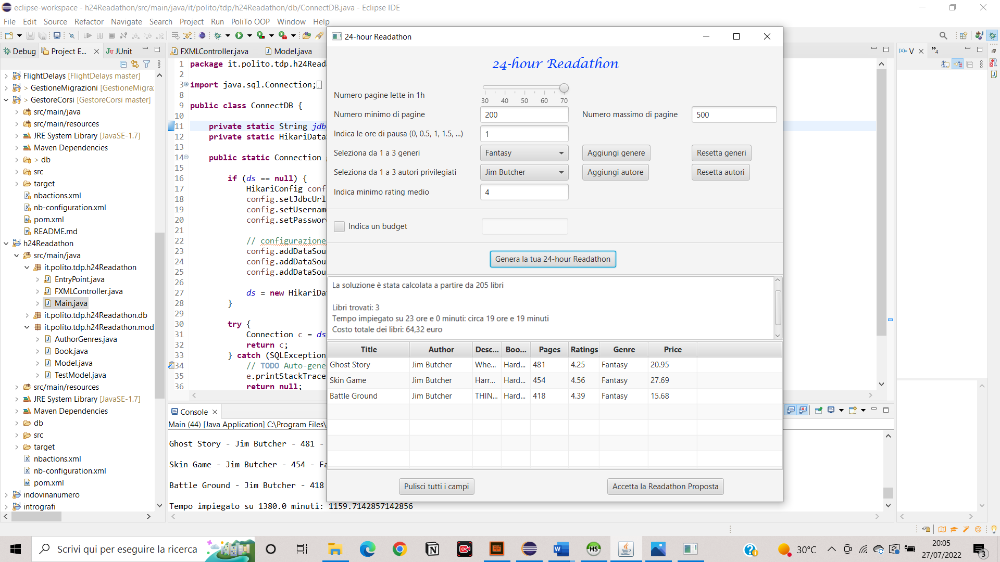 eclipse-workspace - h24Readathon/src/main/java/it/polito/tdp/h24Readathon/db/ConnectDB.java - Eclipse IDE
File Edit Source Refactor Navigate Search Project Run PoliTo OOP Window Help
Debug Project E... JUnit
FXMLController.java Model.java
FlightDelays [FlightDelays master]
> GestioneMigrazioni [GestioneMigra
> GestoreCorsi [GestoreCorsi master]
src/main/java
src/main/resources
JRE System Library [JavaSE-1.7]
Maven Dependencies
> db
src
target
nbactions.xml
nb-configuration.xml
pom.xml
README.md
h24Readathon
src/main/java
it.polito.tdp.h24Readathon
EntryPoint.java
FXMLController.java
Main.java
it.polito.tdp.h24Readathon.db
it.polito.tdp.h24Readathon.mod
AuthorGenres.java
Book.java
Model.java
TestModel.java
src/main/resources
JRE System Library [JavaSE-1.7]
Maven Dependencies
db
src
target
nbactions.xml
nb-configuration.xml
pom.xml
indovinanumero
intrografi
1 package it.polito.tdp.h24Read
2
3 import java.sql.Connection;
8
9 public class ConnectDB {
10
11 private static String jdb
12 private static HikariData
13
14 public static Connection
15
16 if (ds == null) {
17 HikariConfig conf
18 config.setJdbcUrl
19 config.setUsernam
20 config.setPasswor
21
22 // configurazione
23 config.addDataSou
24 config.addDataSou
25 config.addDataSou
26
27 ds = new HikariDa
28 }
29
30 try {
31 Connection c = ds
32 return c;
33 } catch (SQLException
34 // TODO Auto-gene
35 e.printStackTrace
36 return null;
Console
Main (44) [Java Application] C:\Program Files\
Ghost Story - Jim Butcher - 481 -
Skin Game - Jim Butcher - 454 - Fa
Battle Ground - Jim Butcher - 418
Tempo impiegato su 1380.0 minuti: 1159.7142857142856
24-hour Readathon
24-hour Readathon
Numero pagine lette in 1h
30 40 50 60 70
Numero minimo di pagine 200 Numero massimo di pagine 500
Indica le ore di pausa (0, 0.5, 1, 1.5, ...) 1
Seleziona da 1 a 3 generi Fantasy Aggiungi genere Resetta generi
Seleziona da 1 a 3 autori privilegiati Jim Butcher Aggiungi autore Resetta autori
Indica minimo rating medio 4
Indica un budget
Genera la tua 24-hour Readathon
La soluzione è stata calcolata a partire da 205 libri
Libri trovati: 3
Tempo impiegato su 23 ore e 0 minuti: circa 19 ore e 19 minuti
Costo totale dei libri: 64,32 euro
Title Author Desc... Boo... Pages Ratings Genre Price
Ghost Story Jim Butcher Whe... Hard... 481 4.25 Fantasy 20.95
Skin Game Jim Butcher Harr... Hard... 454 4.56 Fantasy 27.69
Battle Ground Jim Butcher THIN... Hard... 418 4.39 Fantasy 15.68
Pulisci tutti i campi Accetta la Readathon Proposta
(x)= V
4
Scrivi qui per eseguire la ricerca
30°C
20:05
27/07/2022
3